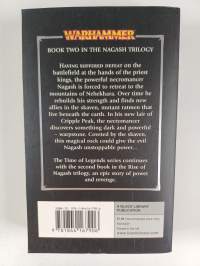 WARHAMMER
BOOK TWO IN THE NAGASH TRILOGY
HAVING SUFFERED DEFEAT ON THE
BATTLEFIELD AT THE HANDS OF THE PRIEST
KINGS, THE POWERFUL NECROMANCER
NAGASH IS FORCED TO RETREAT TO THE
MOUNTAINS OF NEHEKHARA. OVER TIME HE
REBUILDS HIS STRENGTH AND FINDS NEW
ALLIES IN THE SKAVEN, MUTANT RATMEN THAT
LIVE BENEATH THE EARTH. IN HIS NEW LAIR OF
CRIPPLE PEAK, THE NECROMANCER
DISCOVERS SOMETHING DARK AND
POWERFUL – WARPSTONE. COVETED BY THE SKAVEN,
THIS MAGICAL ROCK COULD GIVE THE EVIL
NAGASH UNSTOPPABLE POWER...
The Time of Legends series continues
with the second book in the Rise of
Nagash trilogy, an epic story of power
and revenge.
A BLACK LIBRARY
PUBLICATION